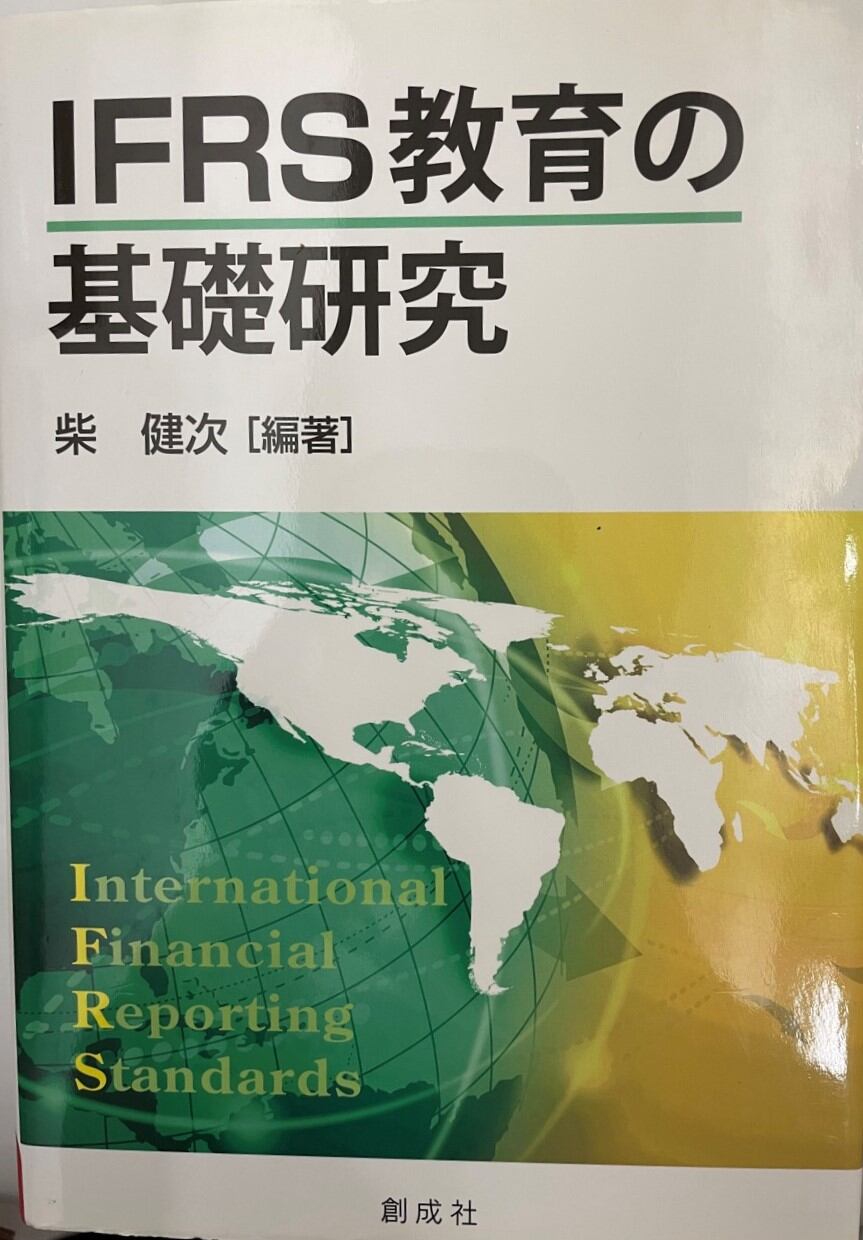 IFRS教育の
基礎研究
柴　健次［編著］
International
Financial
Reporting
Standards
創成社